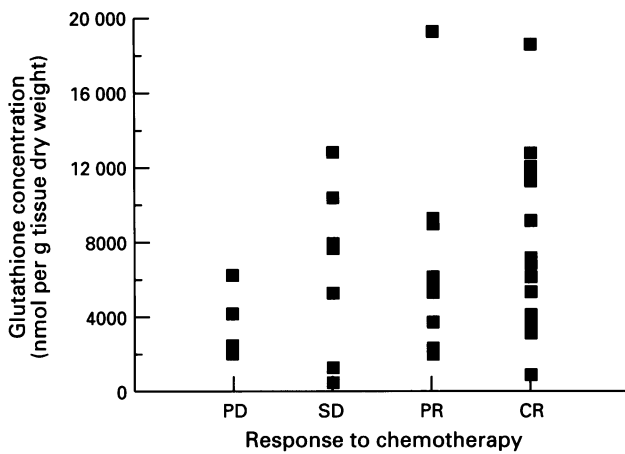 Glutathione concentration
(nmol per g tissue dry weight)
20 000
16 000
12 000
8000
4000
0
PD SD PR CR
Response to chemotherapy